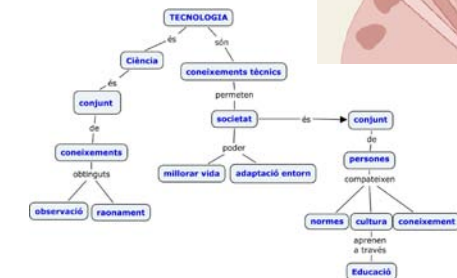 TECNOLOGIA
és
són
Ciència
coneixements tècnics
és
permeten
conjunt
societat
és
conjunt
de
poder
de
coneixements
persones
obtinguts
millorar vida
adaptació entorn
compateixen
observació
raonament
normes
cultura
coneixement
aprenen
a través
Educació